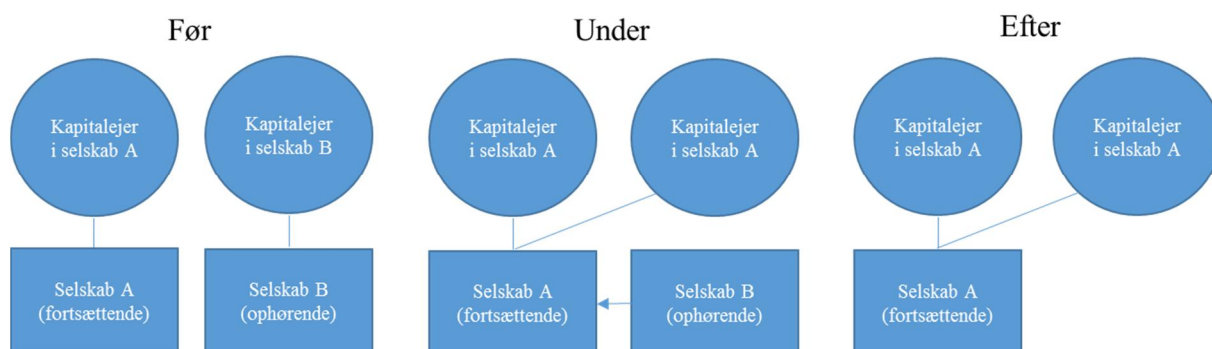 Før
Under
Efter
Kapitalejer
i selskab A
Kapitalejer
i selskab B
Kapitalejer
i selskab A
Kapitalejer
i selskab A
Kapitalejer
i selskab A
Kapitalejer
i selskab A
Selskab A
(fortsættende)
Selskab B
(ophørende)
Selskab A
(fortsættende)
Selskab B
(ophørende)
Selskab A
(fortsættende)